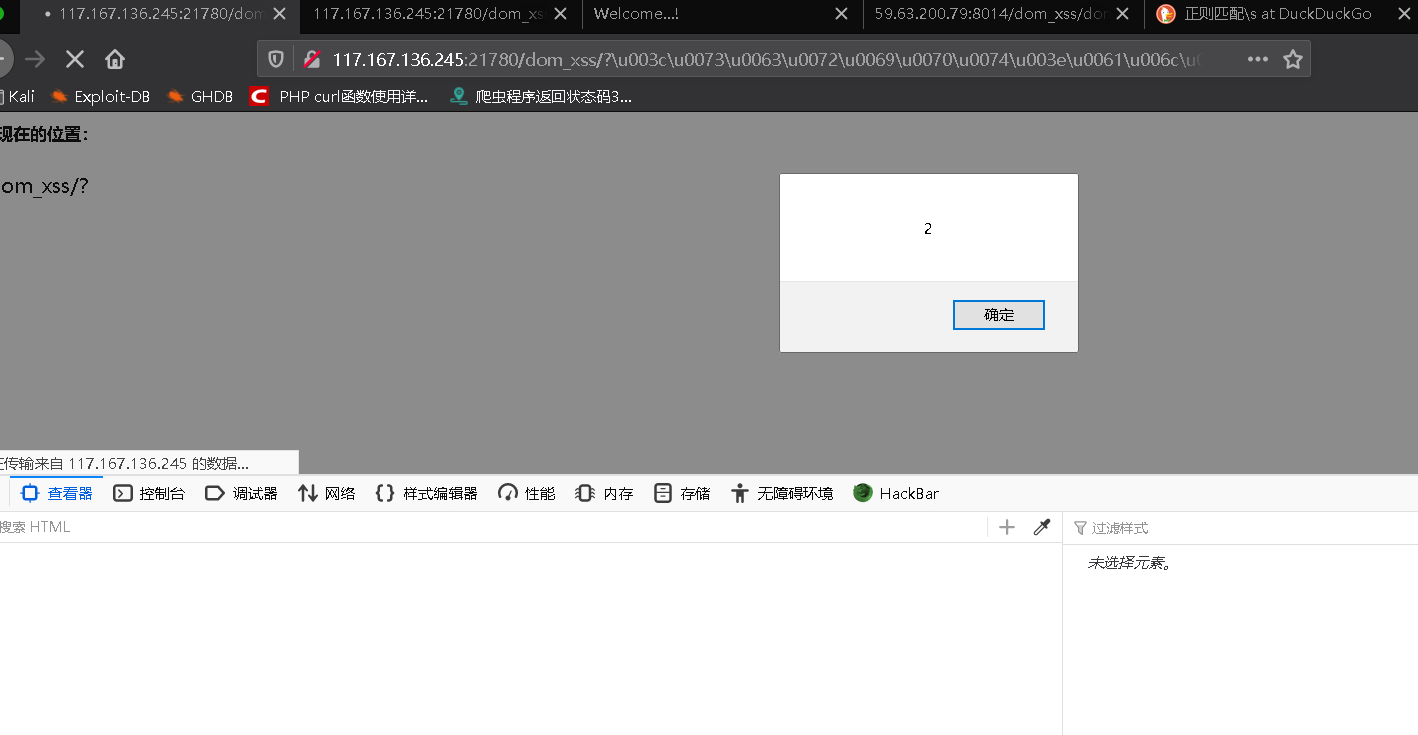 117.167.136.245:21780/dom 117.167.136.245:21780/dom_xs Welcome...! 59.63.200.79:8014/dom_xss/do 正则匹配\s at DuckDuckGo
117.167.136.245:21780/dom_xss/?\u003c\u0073\u0063\u0072\u0069\u0070\u0074\u003e\u0061\u006c\u
Kali Exploit-DB GHDB PHP curl函数使用详... 爬虫程序返回状态码3...
现在的位置:
om_xss/?
2
确定
传输来自 117.167.136.245 的数据...
查看器 控制台 调试器 网络 样式编辑器 性能 内存 存储 无障碍环境 HackBar
搜索 HTML
过滤样式
未选择元素。